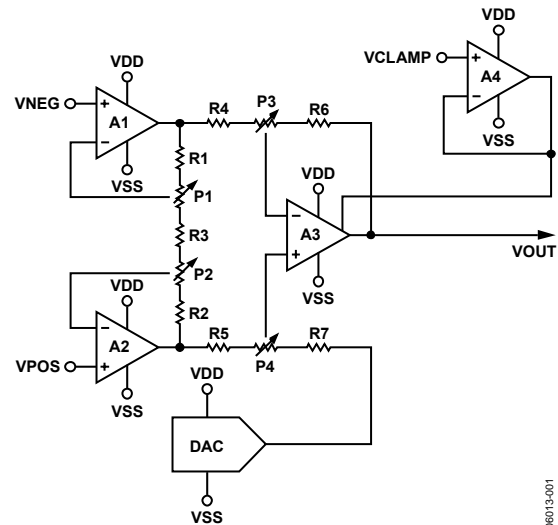 VDD
VCLAMP
+
A4
−
VSS
VDD
VNEG
+
A1
−
VSS
R4
P3
R6
R1
P1
R3
P2
R2
VDD
−
A3
+
VSS
VOUT
VDD
−
A2
VPOS
+
VSS
R5
P4
R7
VDD
DAC
VSS
06013-001